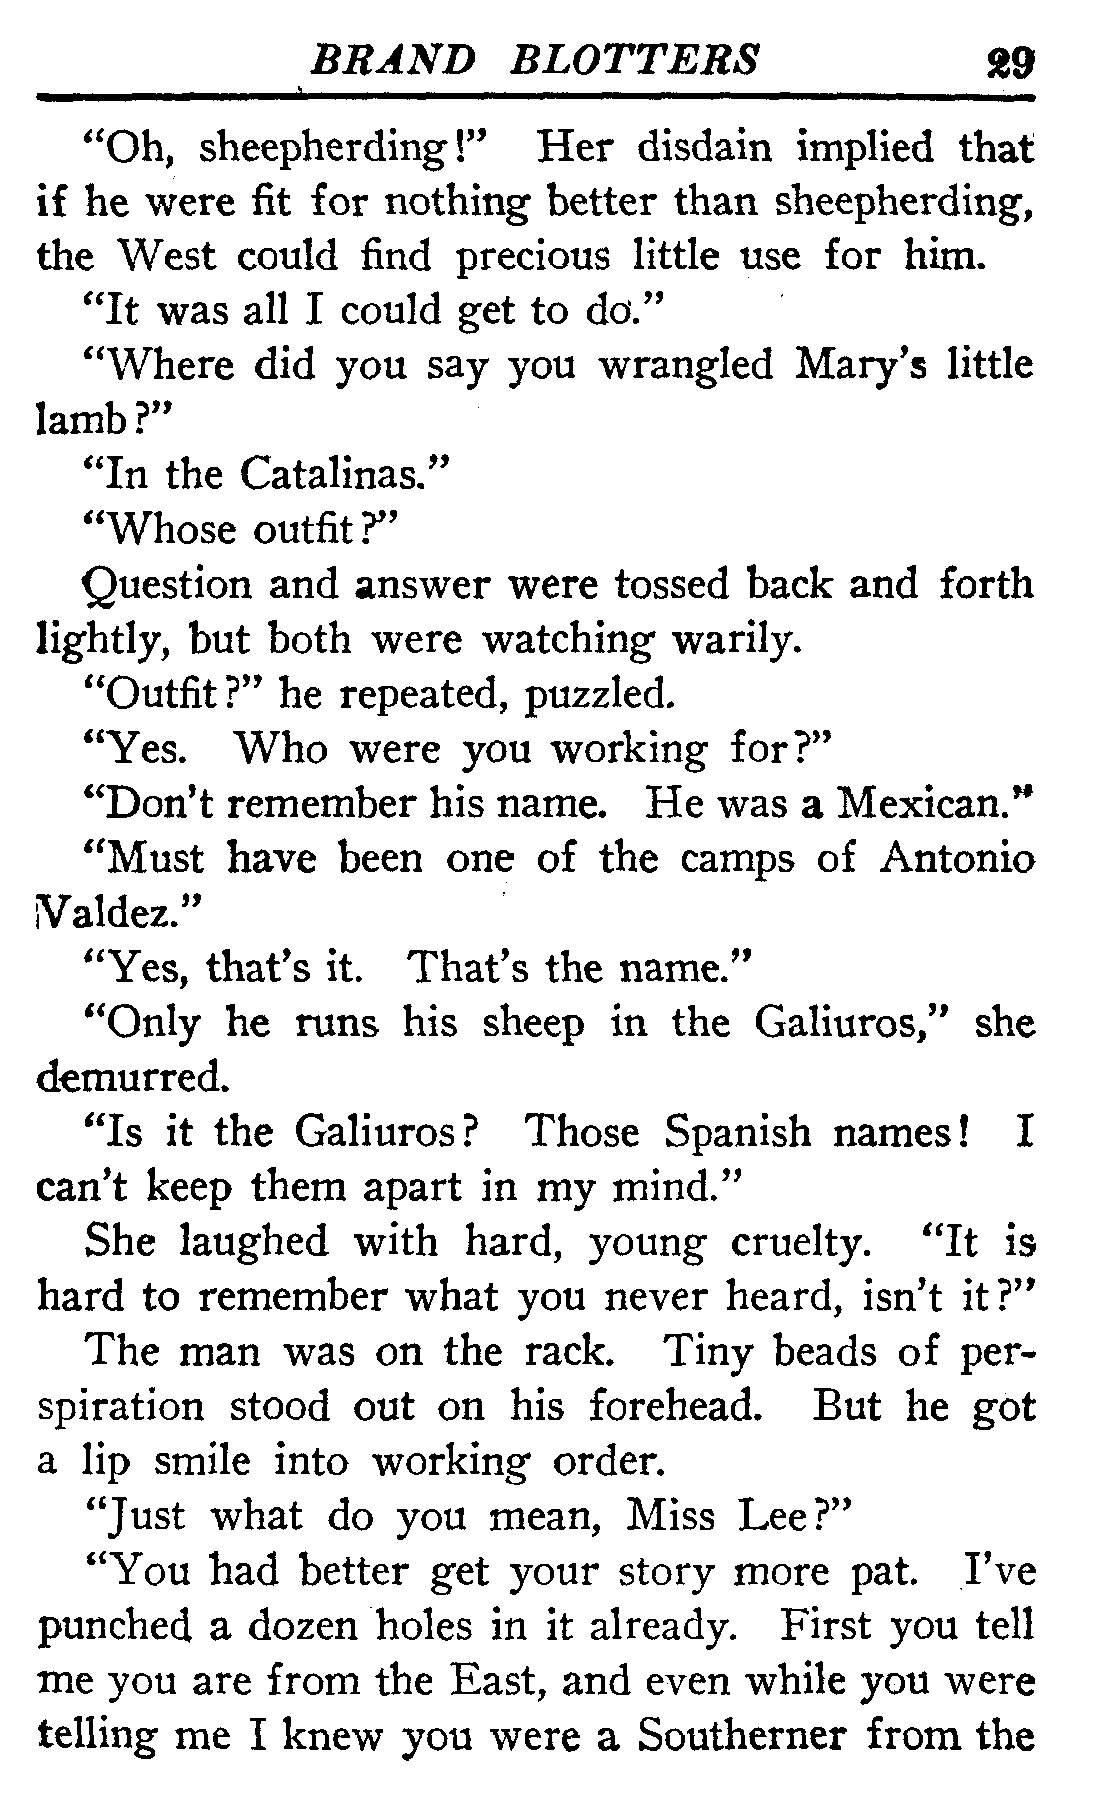 BRAND BLOTTERS 29
“Oh, sheepherding!” Her disdain implied that
if he were fit for nothing better than sheepherding,
the West could find precious little use for him.
“It was all I could get to do.”
“Where did you say you wrangled Mary’s little
lamb?”
“In the Catalinas.”
“Whose outfit?”
Question and answer were tossed back and forth
lightly, but both were watching warily.
“Outfit?” he repeated, puzzled.
“Yes. Who were you working for?”
“Don’t remember his name. He was a Mexican.”
“Must have been one of the camps of Antonio
Valdez.”
“Yes, that’s it. That’s the name.”
“Only he runs his sheep in the Galiuros,” she
demurred.
“Is it the Galiuros? Those Spanish names! I
can’t keep them apart in my mind.”
She laughed with hard, young cruelty. “It is
hard to remember what you never heard, isn’t it?”
The man was on the rack. Tiny beads of per-
spiration stood out on his forehead. But he got
a lip smile into working order.
“Just what do you mean, Miss Lee?”
“You had better get your story more pat. I’ve
punched a dozen holes in it already. First you tell
me you are from the East, and even while you were
telling me I knew you were a Southerner from the